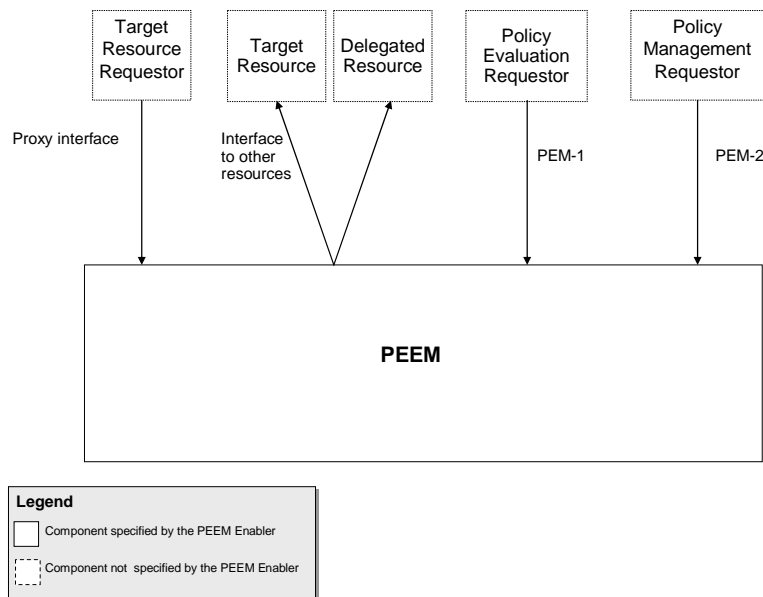 Target
Resource
Requestor
Target
Resource
Delegated
Resource
Policy
Evaluation
Requestor
Policy
Management
Requestor
Proxy interface
Interface
to other
resources
PEM-1
PEM-2
PEEM
Legend
Component specified by the PEEM Enabler
Component not specified by the PEEM Enabler